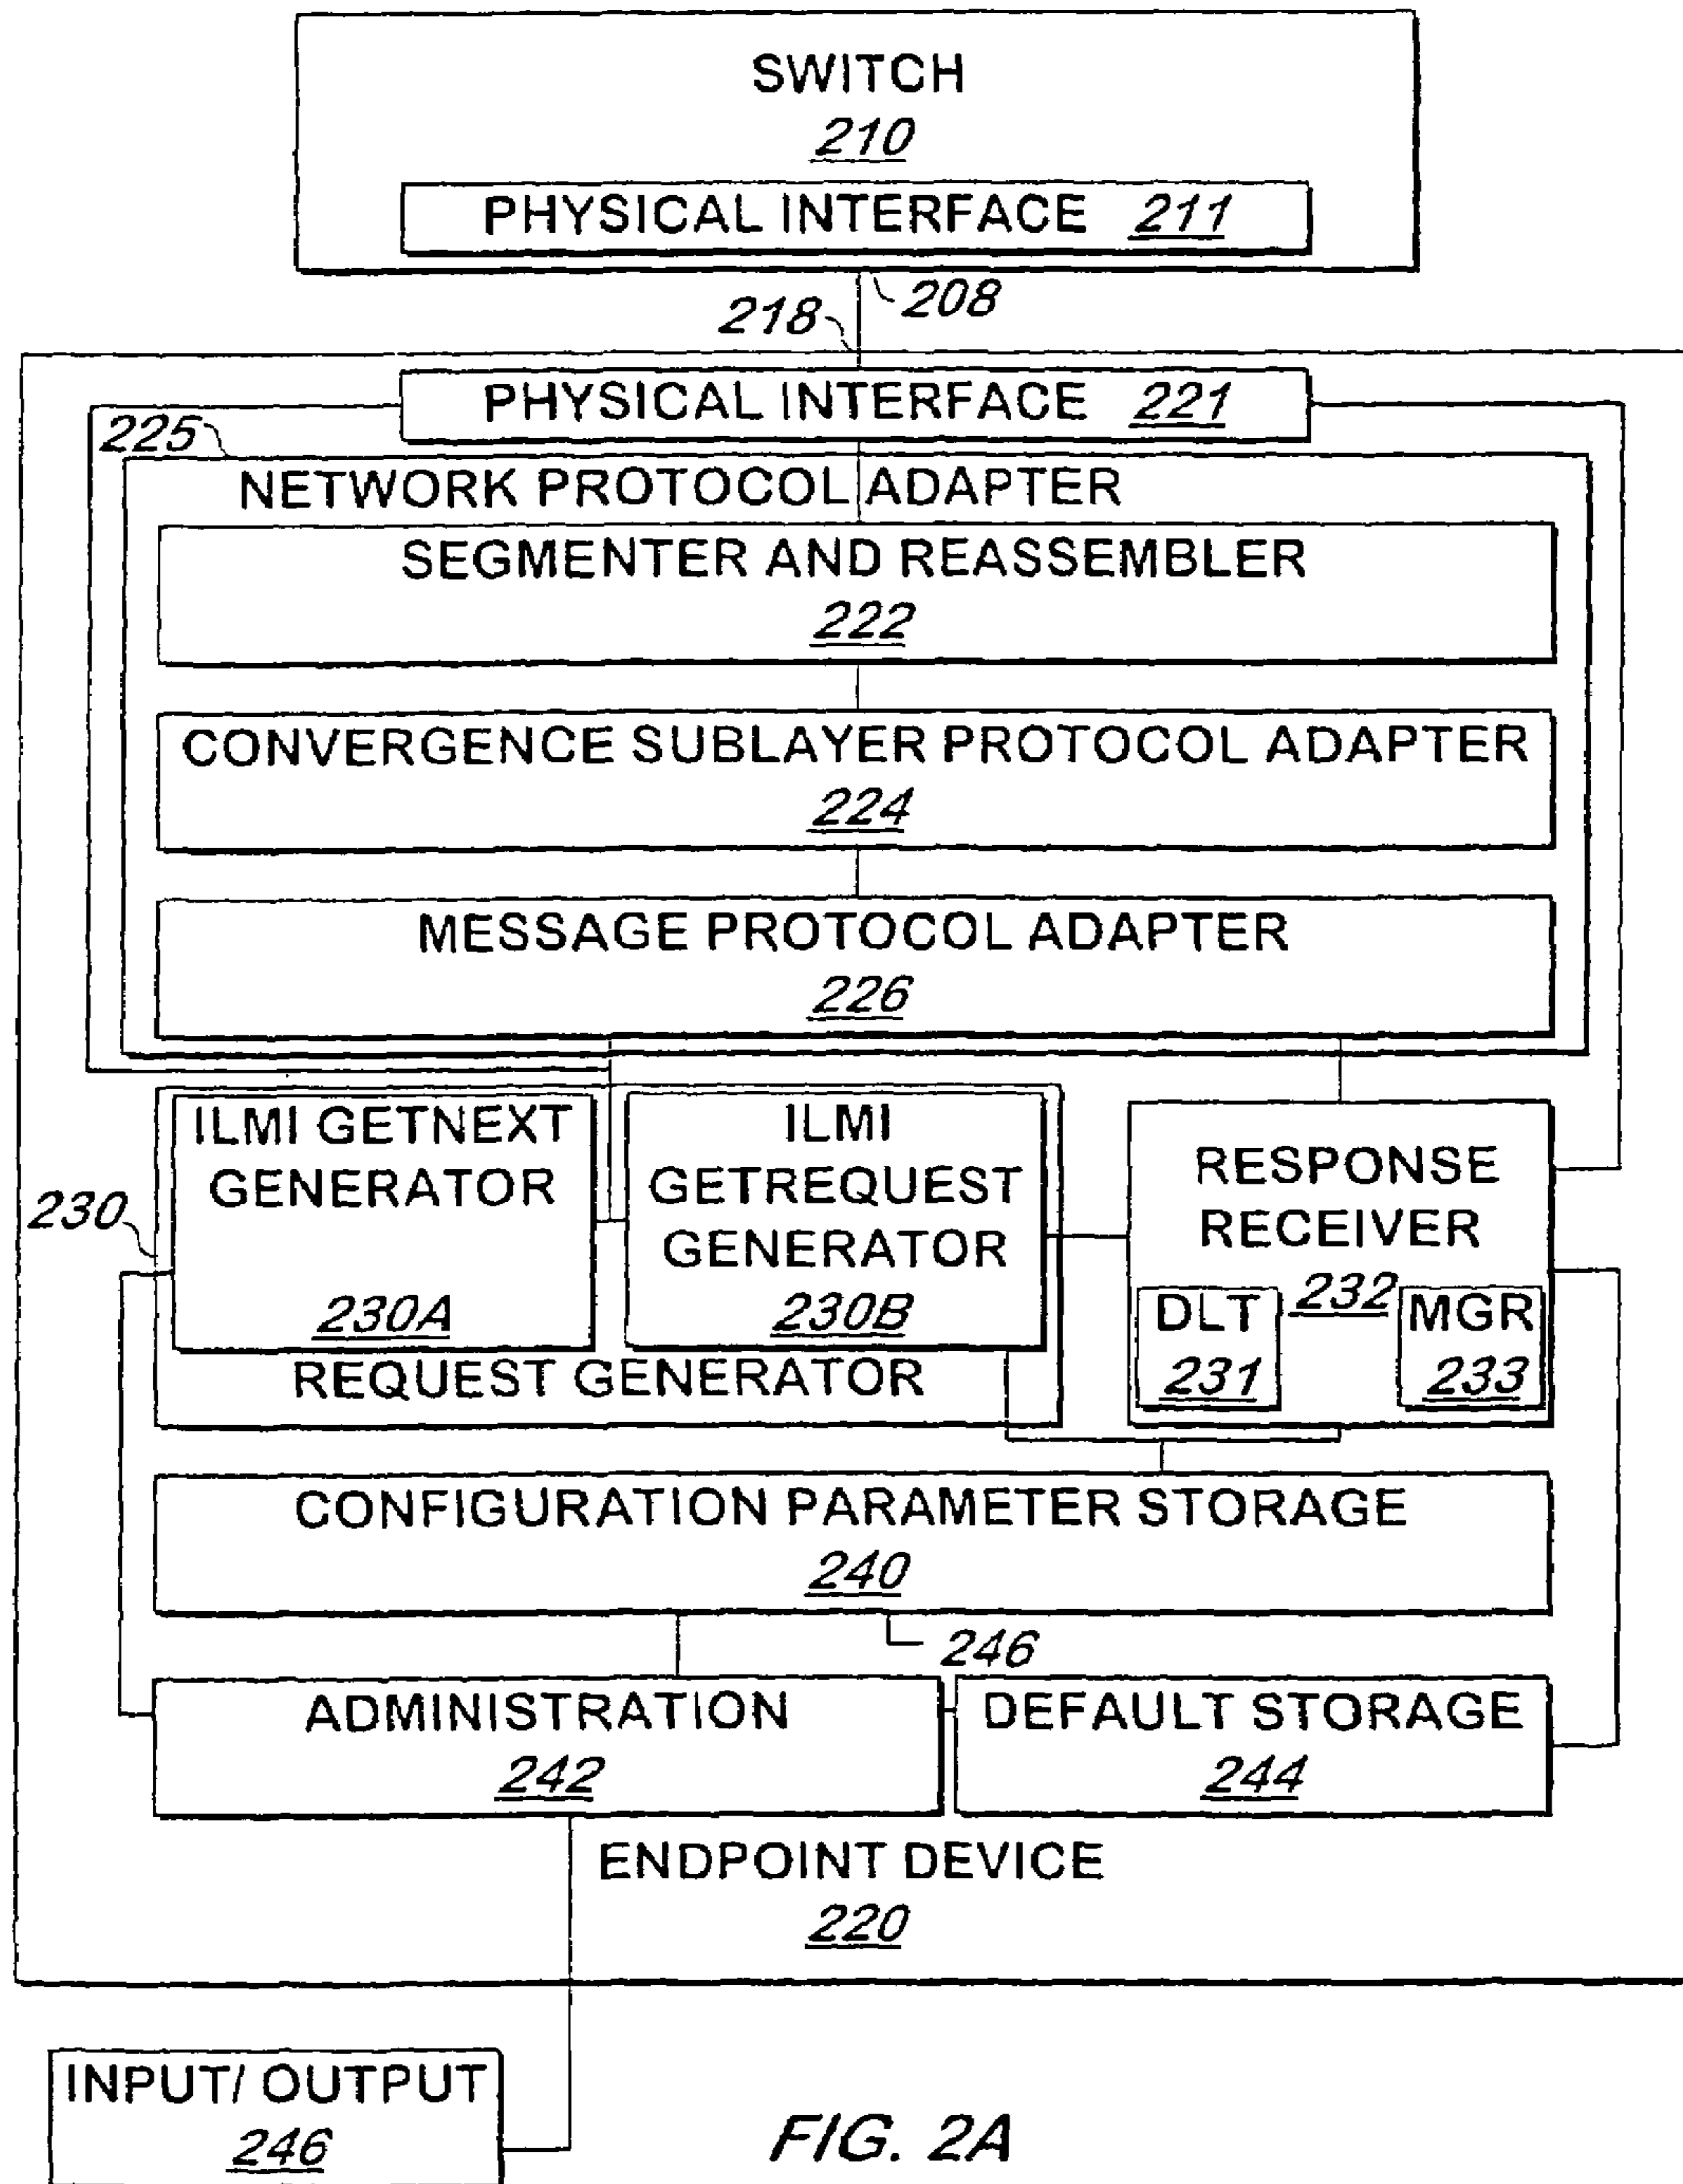 SWITCH
210
PHYSICAL INTERFACE 211
208
218
PHYSICAL INTERFACE 221
225
NETWORK PROTOCOL ADAPTER
SEGMENTER AND REASSEMBLER
222
CONVERGENCE SUBLAYER PROTOCOL ADAPTER
224
MESSAGE PROTOCOL ADAPTER
226
ILMI GETNEXT
GENERATOR
230A
ILMI
GETREQUEST
GENERATOR
230B
230
REQUEST GENERATOR
RESPONSE
RECEIVER
232
DLT
231
MGR
233
CONFIGURATION PARAMETER STORAGE
240
246
ADMINISTRATION
242
DEFAULT STORAGE
244
ENDPOINT DEVICE
220
INPUT/ OUTPUT
246
FIG. 2A